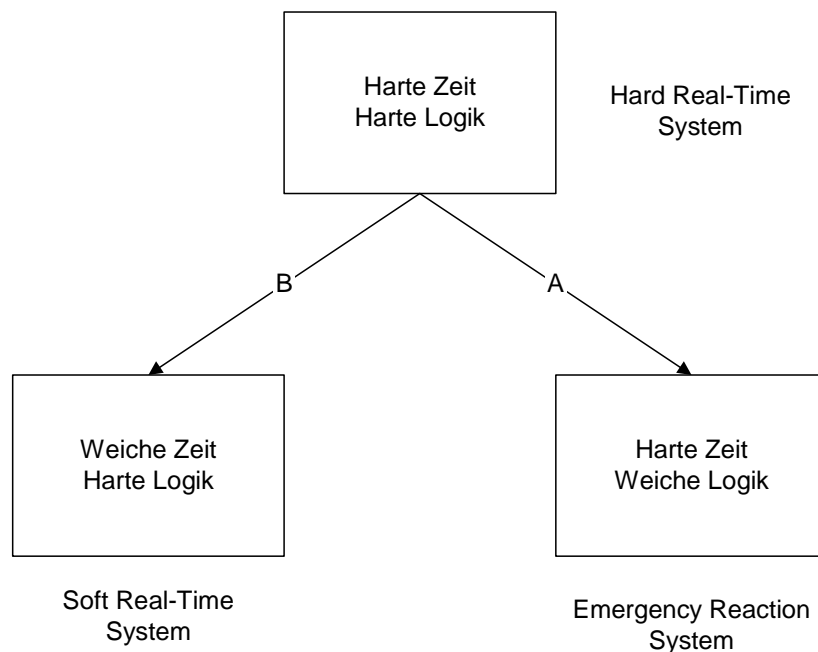 Harte Zeit
Harte Logik
Hard Real-Time
System
B
A
Weiche Zeit
Harte Logik
Harte Zeit
Weiche Logik
Soft Real-Time
System
Emergency Reaction
System